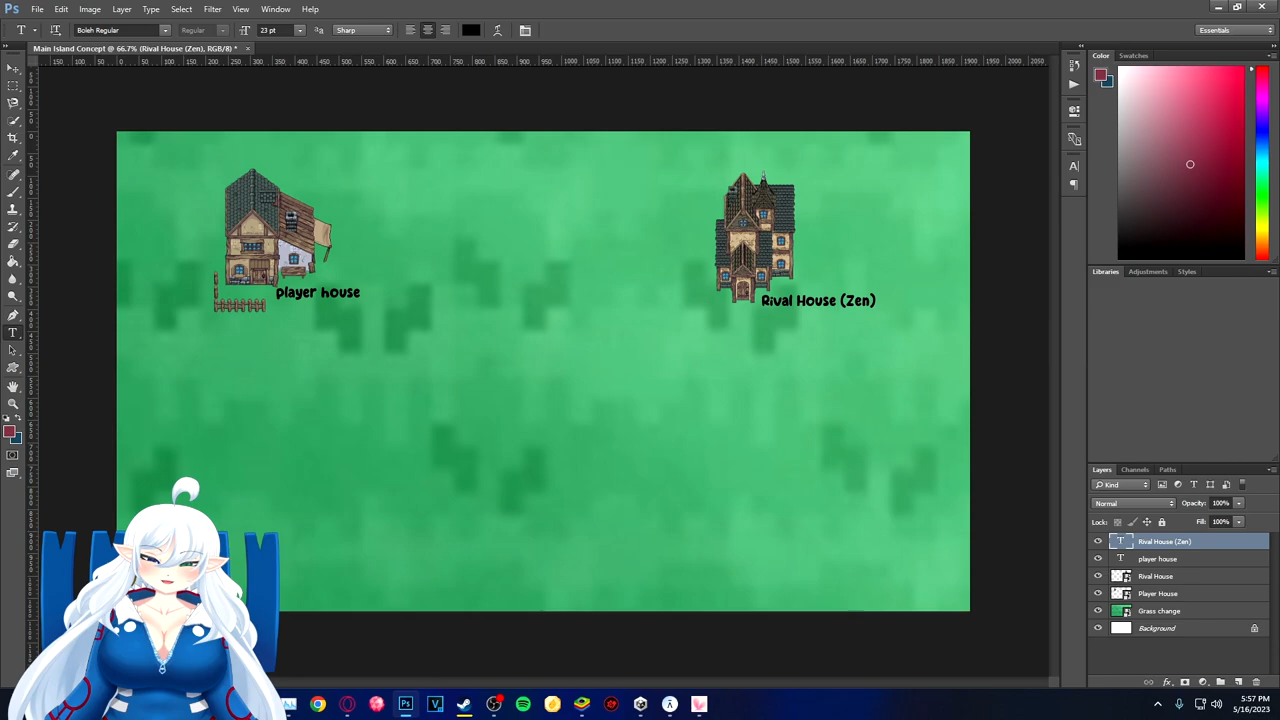 Ps File Edit Image Layer Type Select Filter View Window Help
Boleh Regular Regular 23 pt Sharp Essentials
Main Island Concept @ 66.7% (Rival House (Zen), RGB/8) *
Color Swatches
player house
Rival House (Zen)
Libraries Adjustments Styles
Layers Channels Paths
Kind
Normal Opacity: 100%
Lock: Fill: 100%
Rival House (Zen)
player house
Rival House
Player House
Grass change
Background
5:57 PM
5/16/2023